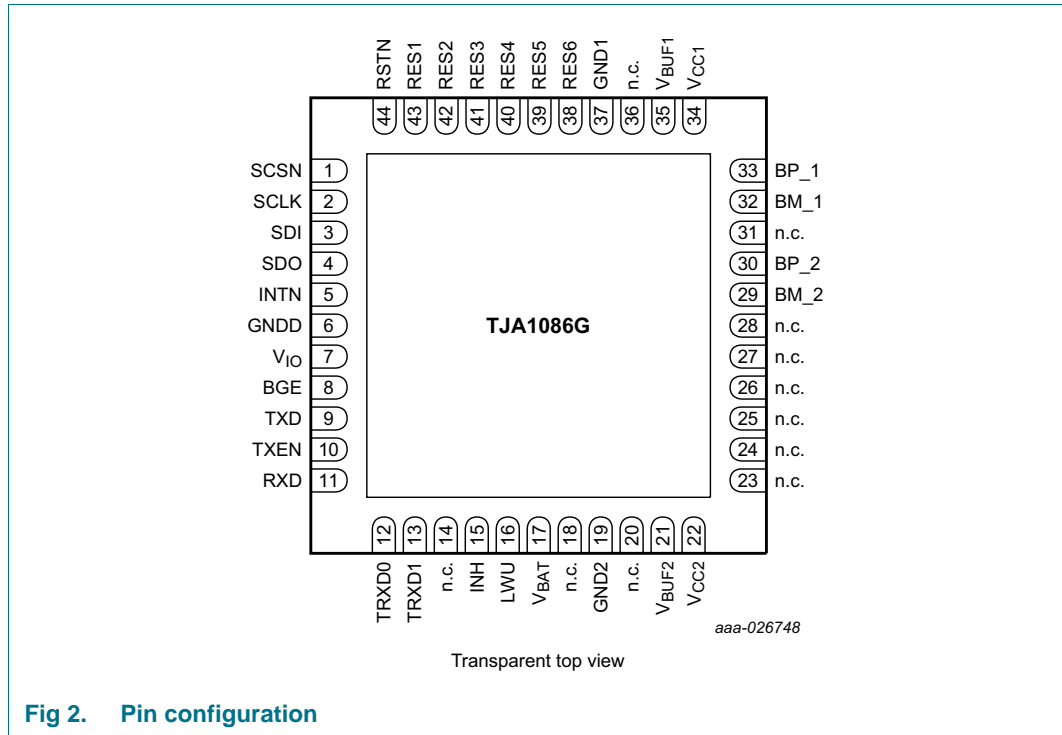 RSTN RES1 RES2 RES3 RES4 RES5 RES6 GND1 n.c. VBUF1 VCC1
44 43 42 41 40 39 38 37 36 35 34
SCSN 1 33 BP_1
SCLK 2 32 BM_1
SDI 3 31 n.c.
SDO 4 30 BP_2
INTN 5 29 BM_2
GNDD 6 TJA1086G 28 n.c.
VIO 7 27 n.c.
BGE 8 26 n.c.
TXD 9 25 n.c.
TXEN 10 24 n.c.
RXD 11 23 n.c.
12 13 14 15 16 17 18 19 20 21 22
TRXD0 TRXD1 n.c. INH LWU VBAT n.c. GND2 n.c. VBUF2 VCC2
aaa-026748
Transparent top view
Fig 2. Pin configuration